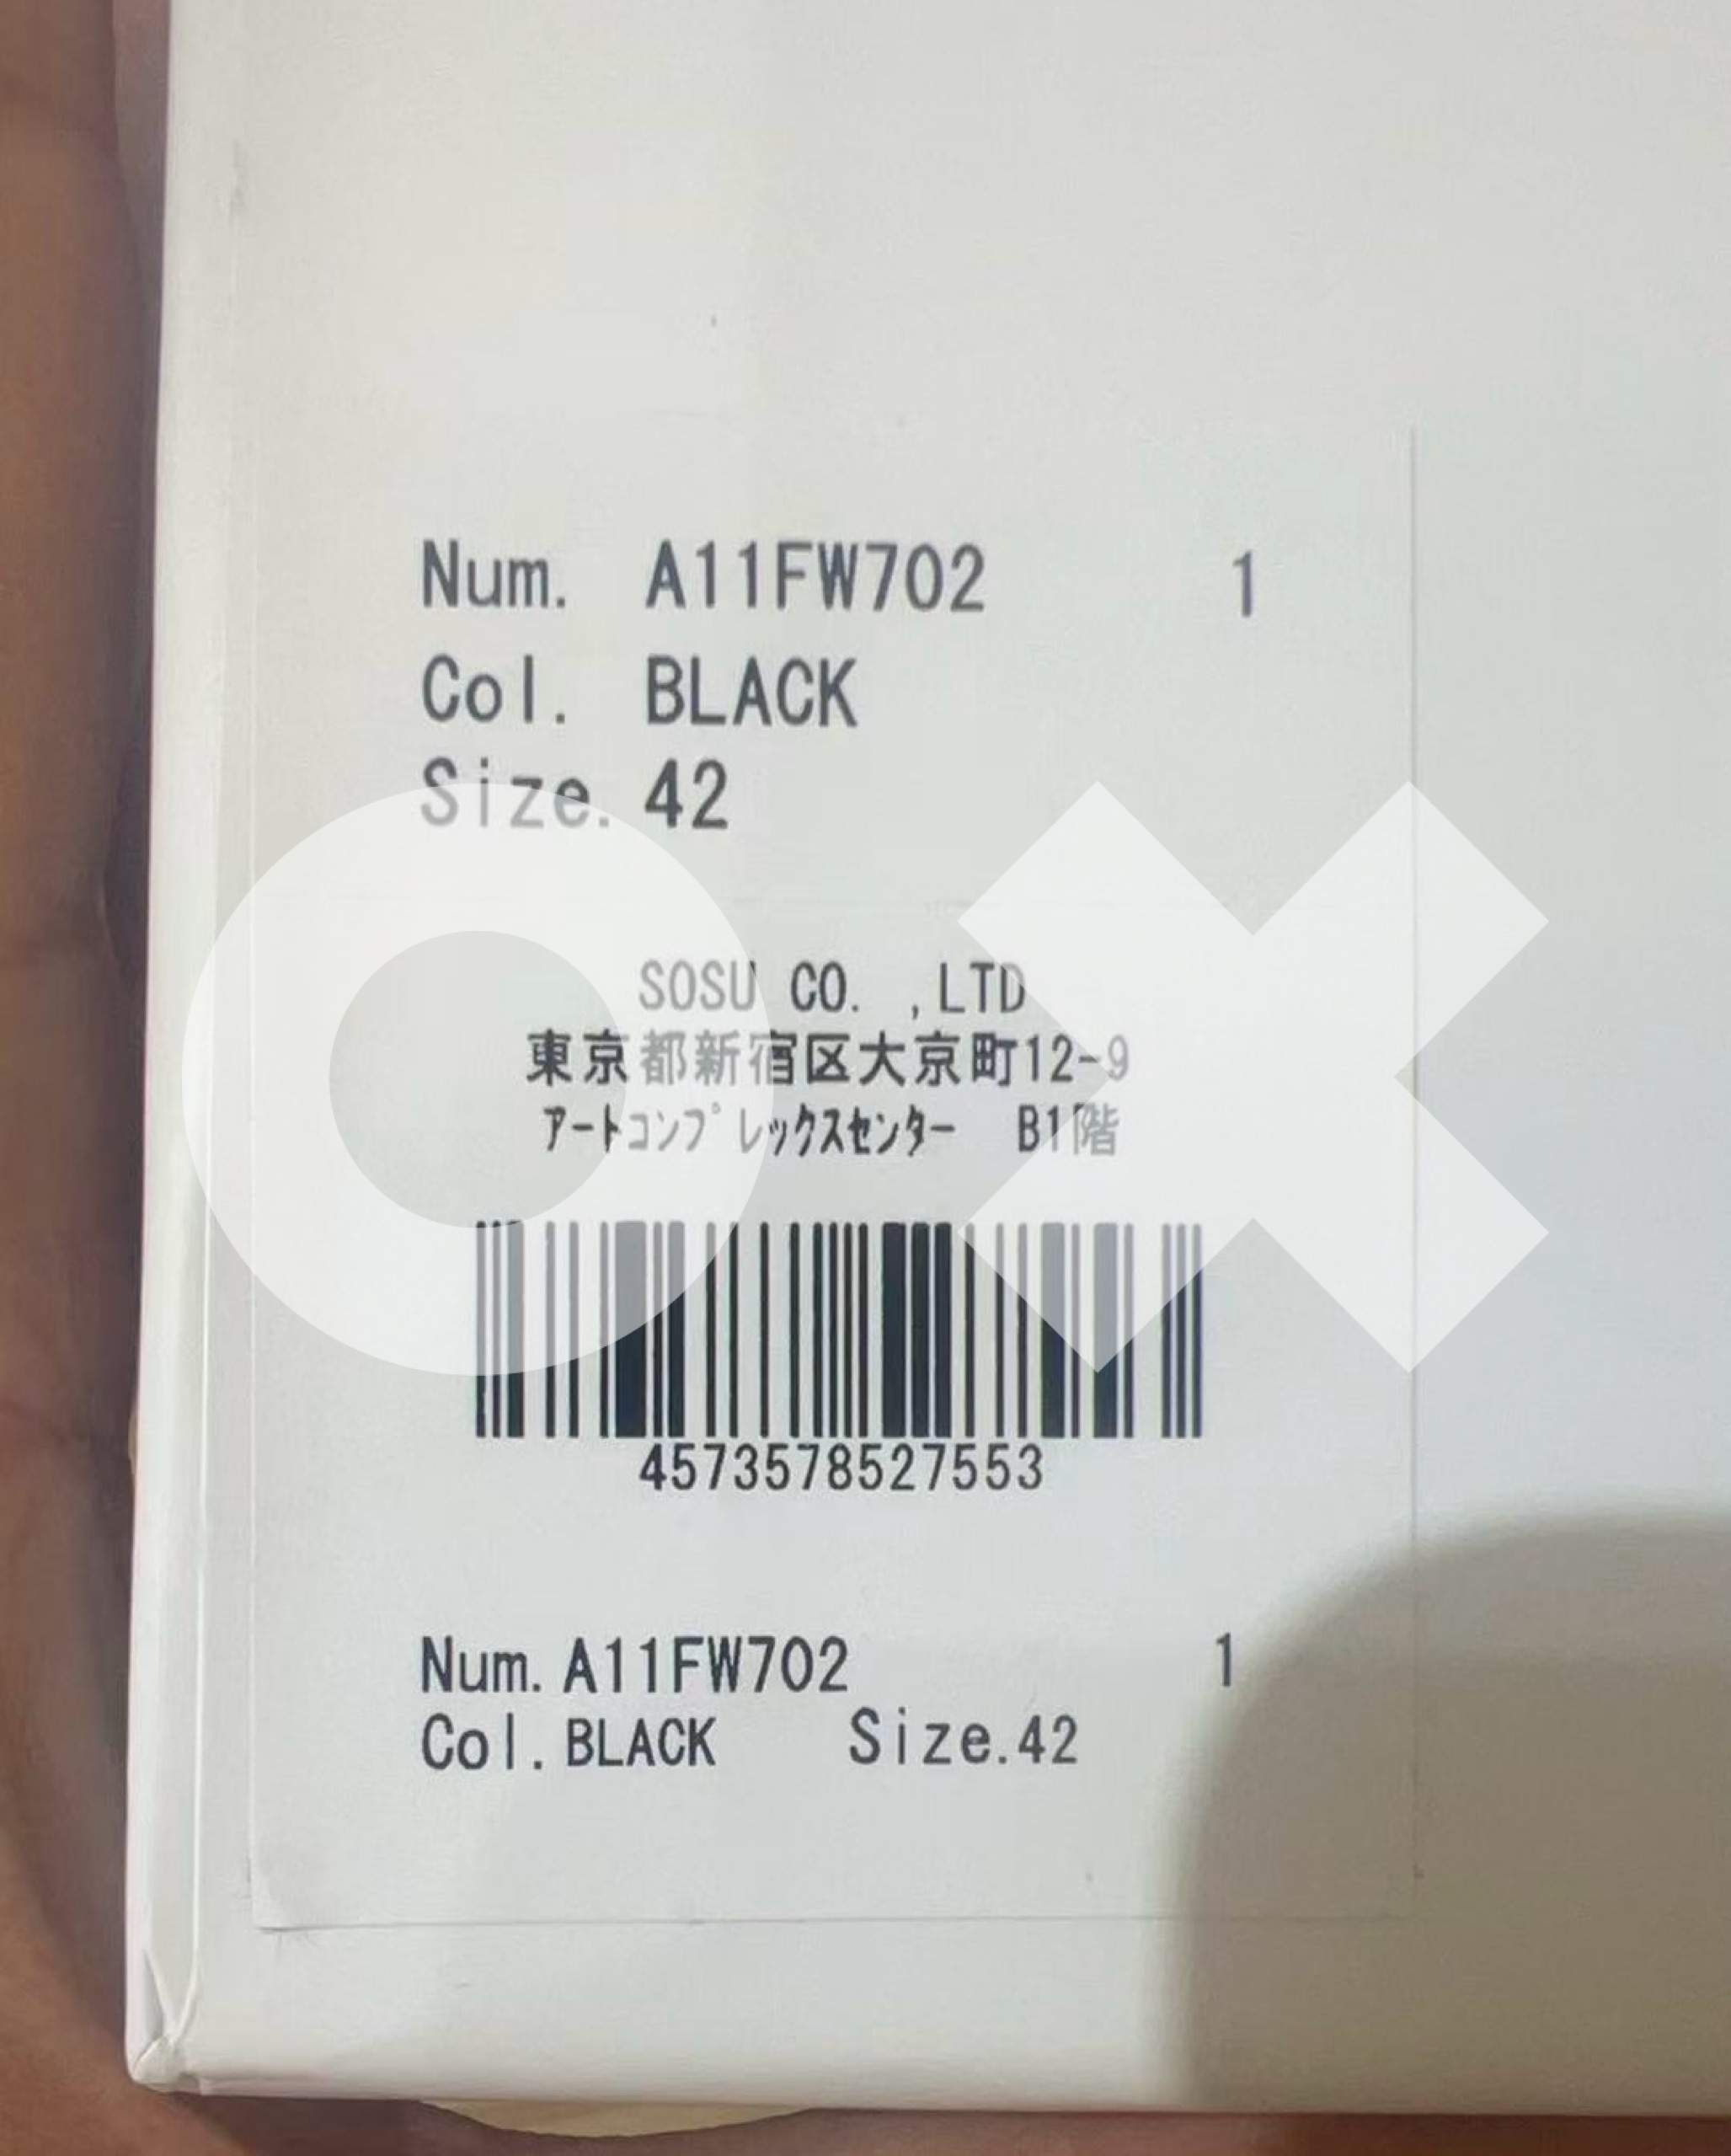 Num. A11FW702 1
Col. BLACK
Size. 42
SOSU CO. ,LTD
東京都新宿区大京町12-9
ｱｰﾄｺﾝﾌﾟﾚｯｸｽｾﾝﾀｰ B1階
4573578527553
Num. A11FW702 1
Col. BLACK Size.42